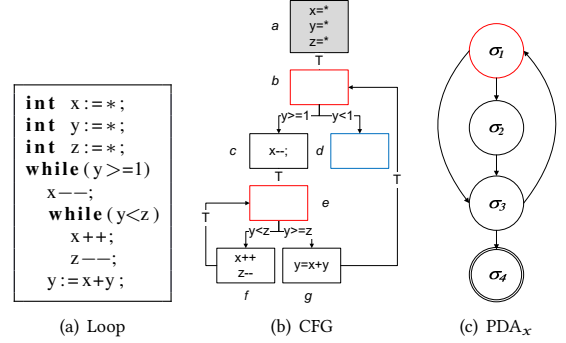 int x:=*;
int y:=*;
int z:=*;
while(y>=1)
x−−;
while(y<z)
x++;
z−−;
y:=x+y;
(a) Loop
a
x=*
y=*
z=*
T
b
y>=1
y<1
c
x--;
d
T
e
T
y<z
y>=z
x++
z--
y=x+y
f
g
(b) CFG
σ1
σ2
σ3
σ4
(c) PDAx